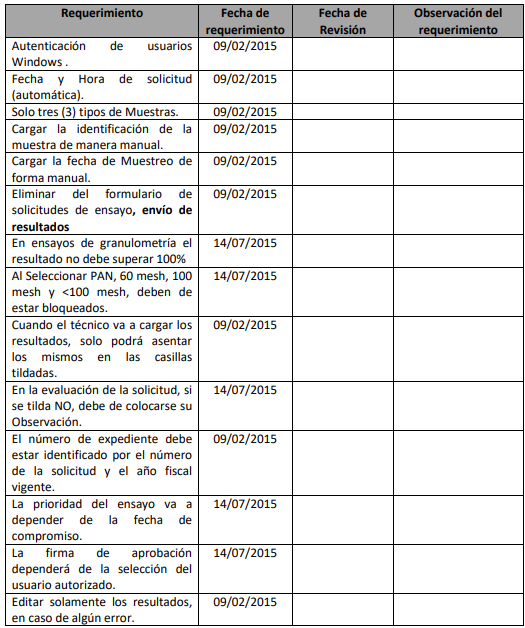 Requerimiento Fecha de requerimiento Fecha de Revisión Observación del requerimiento
Autenticación de usuarios 09/02/2015
Windows .
Fecha y Hora de solicitud 09/02/2015
(automática).
Solo tres (3) tipos de Muestras. 09/02/2015
Cargar la identificación de la 09/02/2015
muestra de manera manual.
Cargar la fecha de Muestreo de 09/02/2015
forma manual.
Eliminar del formulario de 09/02/2015
solicitudes de ensayo, envío de
resultados
En ensayos de granulometría el 14/07/2015
resultado no debe superar 100%
Al Seleccionar PAN, 60 mesh, 100 14/07/2015
mesh y <100 mesh, deben de
estar bloqueados.
Cuando el técnico va a cargar los 09/02/2015
resultados, solo podrá asentar
los mismos en las casillas
tildadas.
En la evaluación de la solicitud, si 14/07/2015
se tilda NO, debe de colocarse su
Observación.
El número de expediente debe 09/02/2015
estar identificado por el número
de la solicitud y el año fiscal
vigente.
La prioridad del ensayo va a 14/07/2015
depender de la fecha de
compromiso.
La firma de aprobación 14/07/2015
dependerá de la selección del
usuario autorizado.
Editar solamente los resultados, 09/02/2015
en caso de algún error.